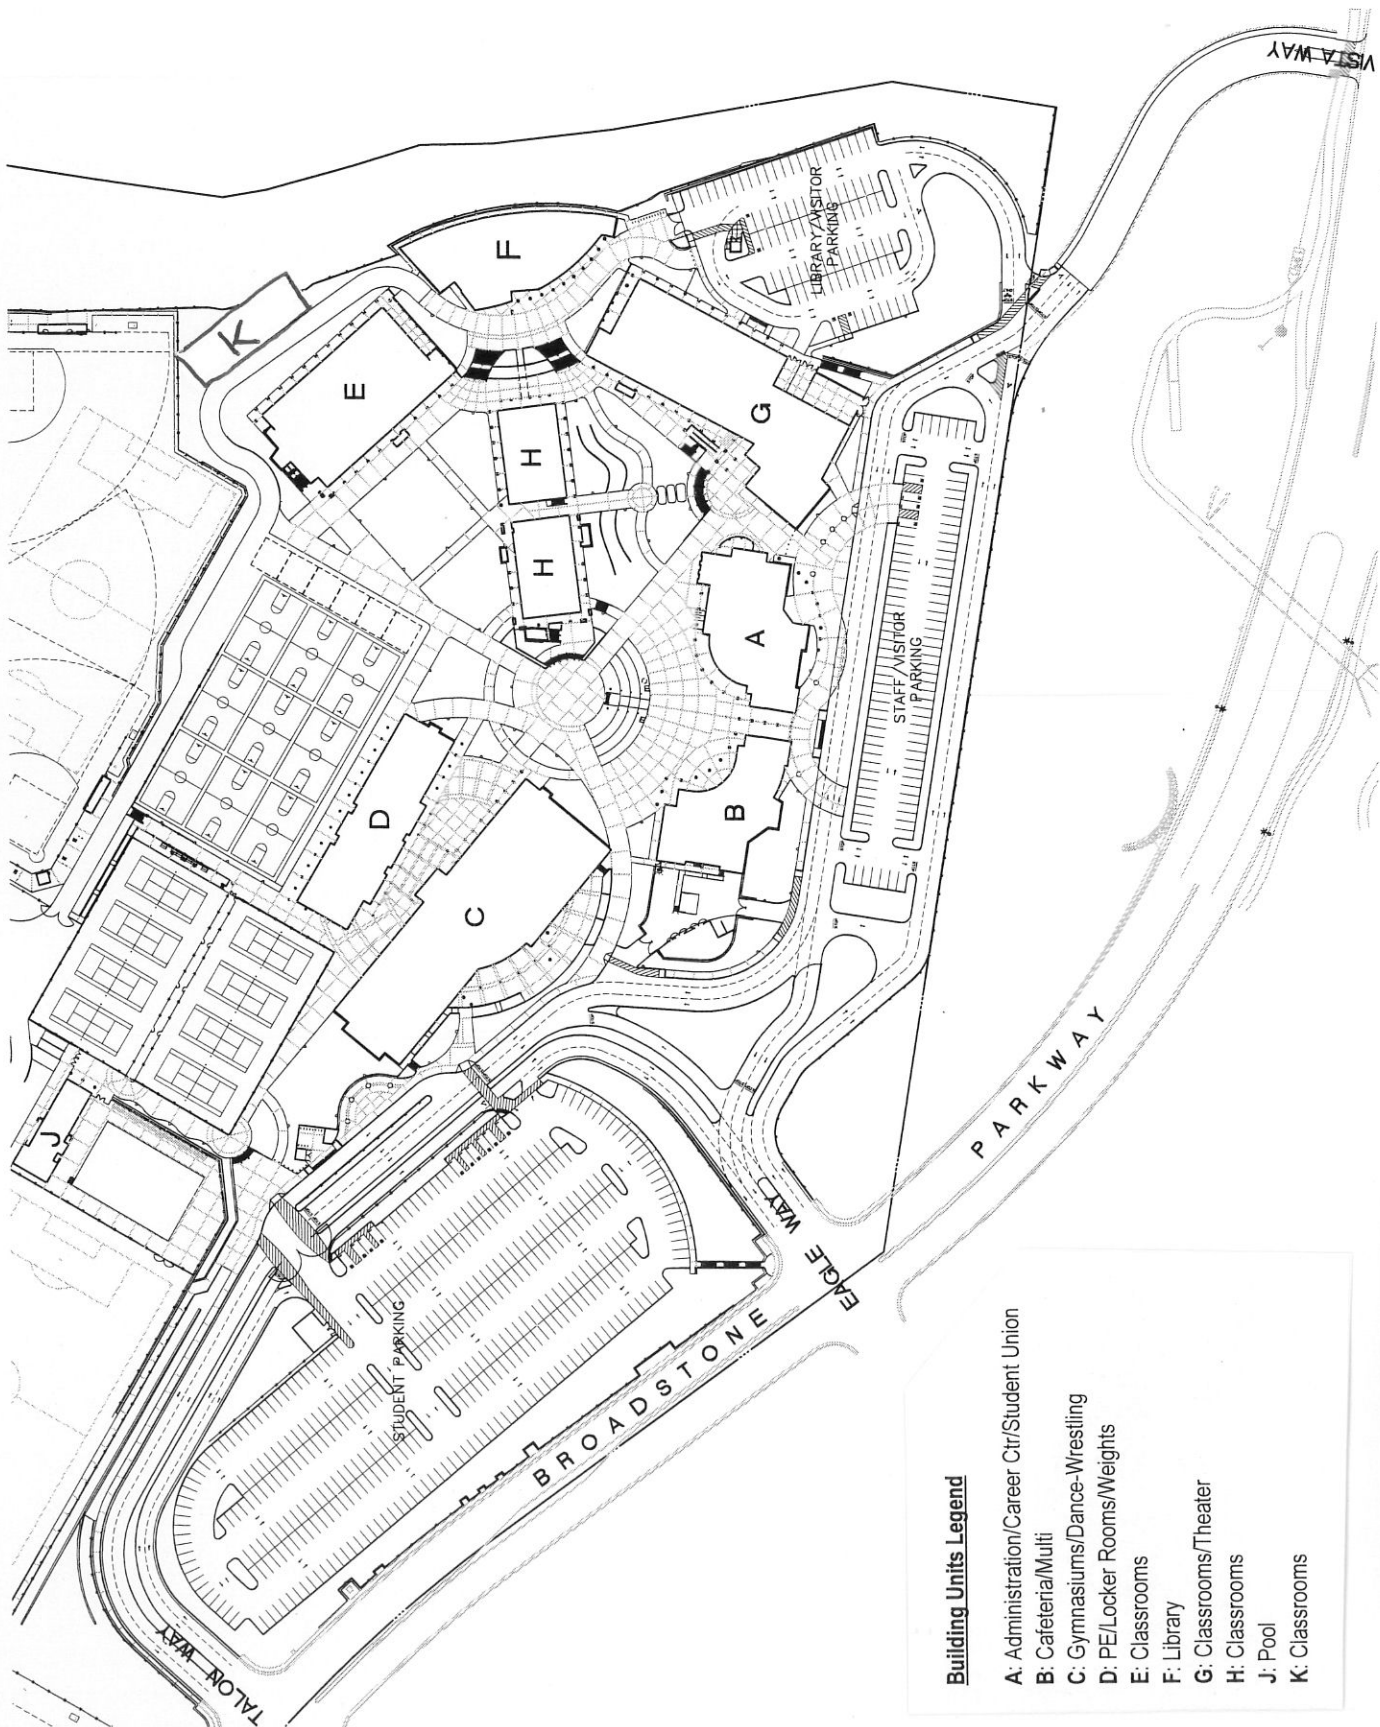 VISTA WAY
LIBRARY/VISITOR
PARKING
F
K
E
G
H
H
A
STAFF/VISITOR
PARKING
D
B
C
J
PARKWAY
EAGLE WAY
STUDENT PARKING
BROADSTONE
TALON WAY
Building Units Legend
A: Administration/Career Ctr/Student Union
B: Cafeteria/Multi
C: Gymnasiums/Dance-Wrestling
D: PE/Locker Rooms/Weights
E: Classrooms
F: Library
G: Classrooms/Theater
H: Classrooms
J: Pool
K: Classrooms